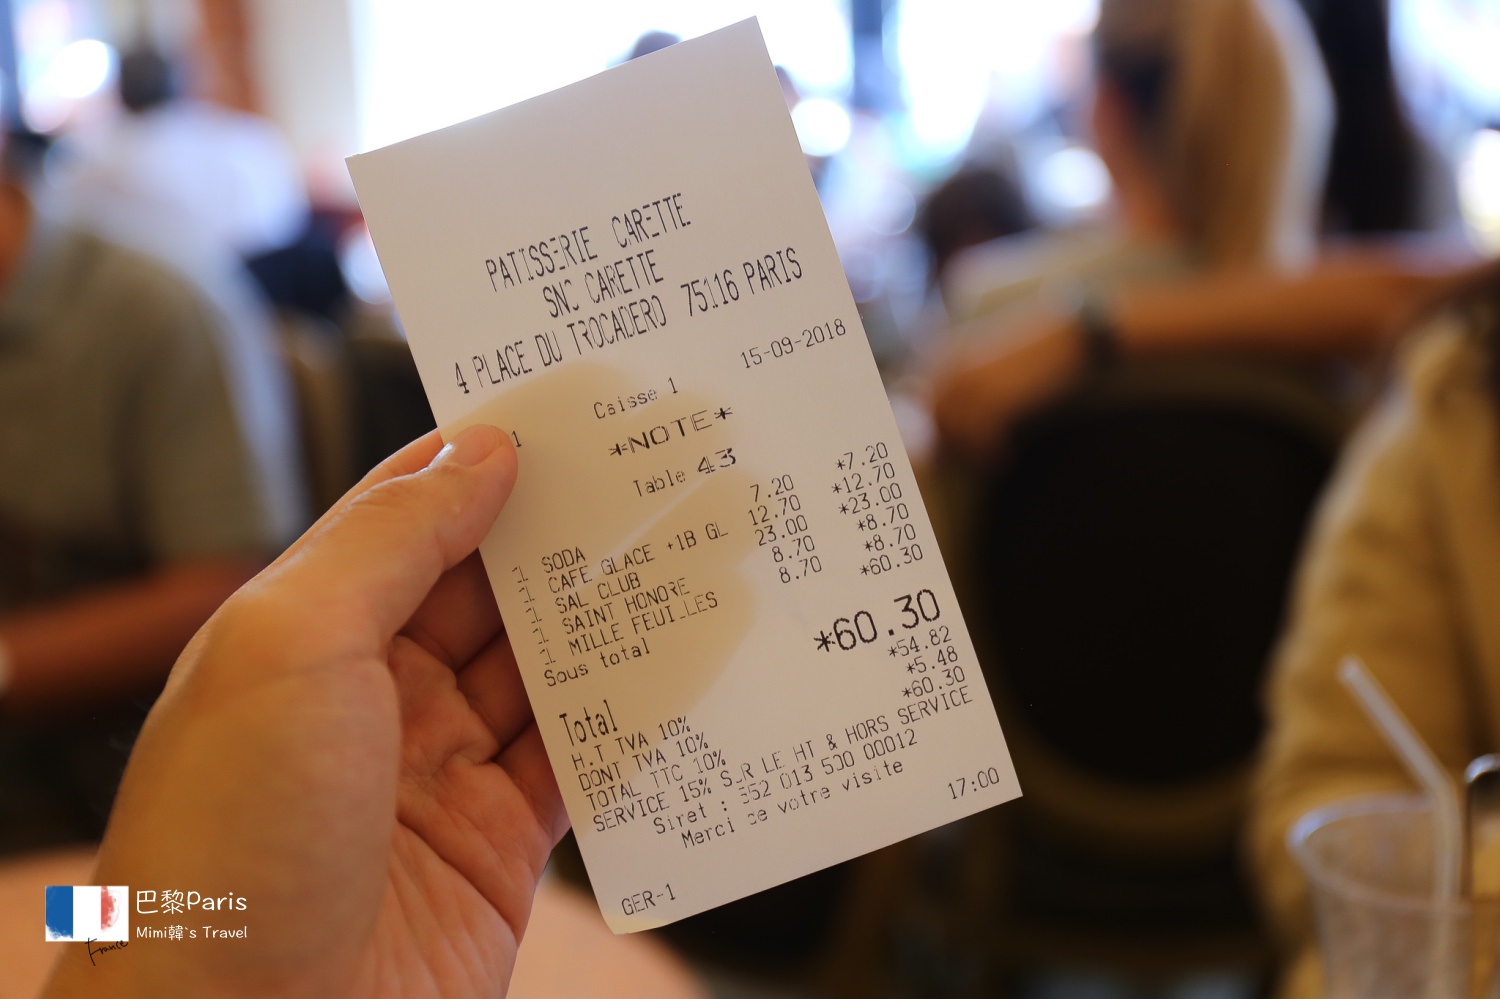 PATISSERIE CARETTE
SNC CARETTE
4 PLACE DU TROCADERO 75116 PARIS
15-09-2018
1 Caisse 1
*NOTE*
Table 43
1 SODA 7.20 *7.20
1 CAFE GLACE +1B GL 12.70 *12.70
1 SAL CLUB 23.00 *23.00
1 SAINT HONORE 8.70 *8.70
1 MILLE FEUILLES 8.70 *8.70
Sous total *60.30
Total *60.30
H.T TVA 10% *54.82
DONT TVA 10% *5.48
TOTAL TTC 10% *60.30
SERVICE 15% SUR LE HT & HORS SERVICE
Siret : 552 013 500 00012
Merci de votre visite
17:00
GER-1
巴黎Paris
Mimi韓`s Travel
France